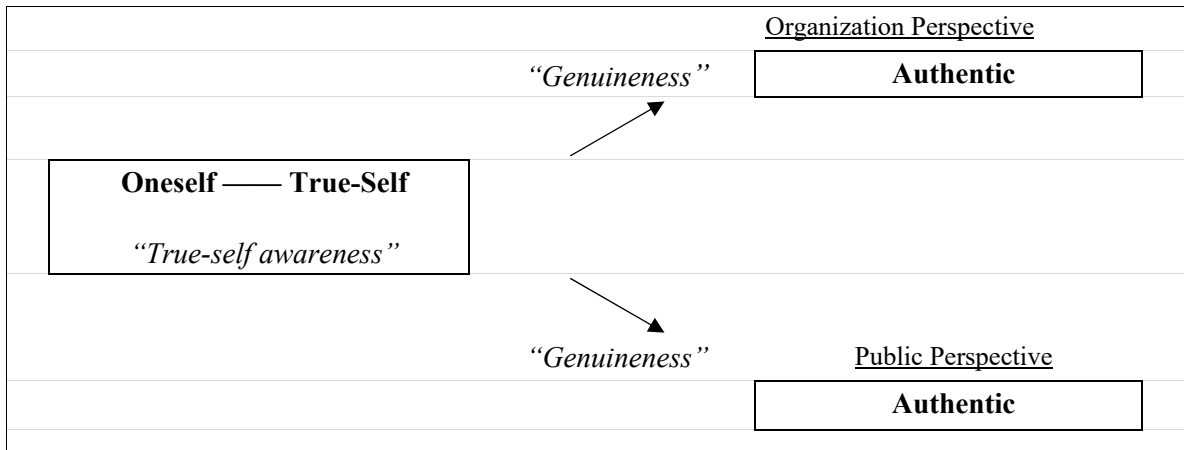 Organization Perspective
“Genuineness” Authentic
Oneself —— True-Self
“True-self awareness”
“Genuineness” Public Perspective
Authentic